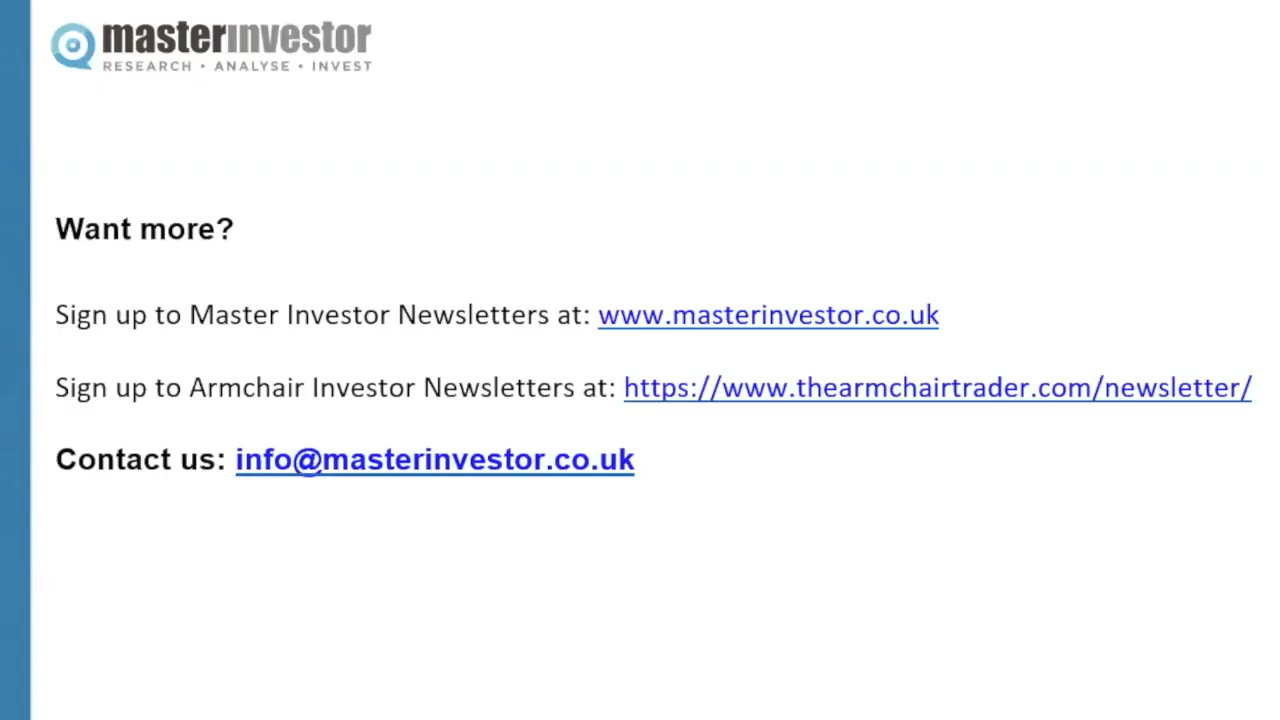 masterinvestor
RESEARCH • ANALYSE • INVEST
Want more?
Sign up to Master Investor Newsletters at: www.masterinvestor.co.uk
Sign up to Armchair Investor Newsletters at: https://www.thearmchairtrader.com/newsletter/
Contact us: info@masterinvestor.co.uk